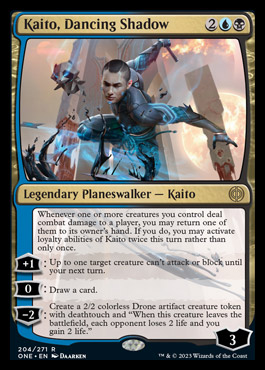 Kaito, Dancing Shadow 2
Legendary Planeswalker — Kaito
Whenever one or more creatures you control deal
combat damage to a player, you may return one of
them to its owner's hand. If you do, you may activate
loyalty abilities of Kaito twice this turn rather than
only once.
+1 : Up to one target creature can't attack or block until
your next turn.
0 : Draw a card.
−2 : Create a 2/2 colorless Drone artifact creature token
with deathtouch and "When this creature leaves the
battlefield, each opponent loses 2 life and you
gain 2 life."
3
204/271 R
ONE • EN DAARKEN
™ & © 2023 Wizards of the Coast